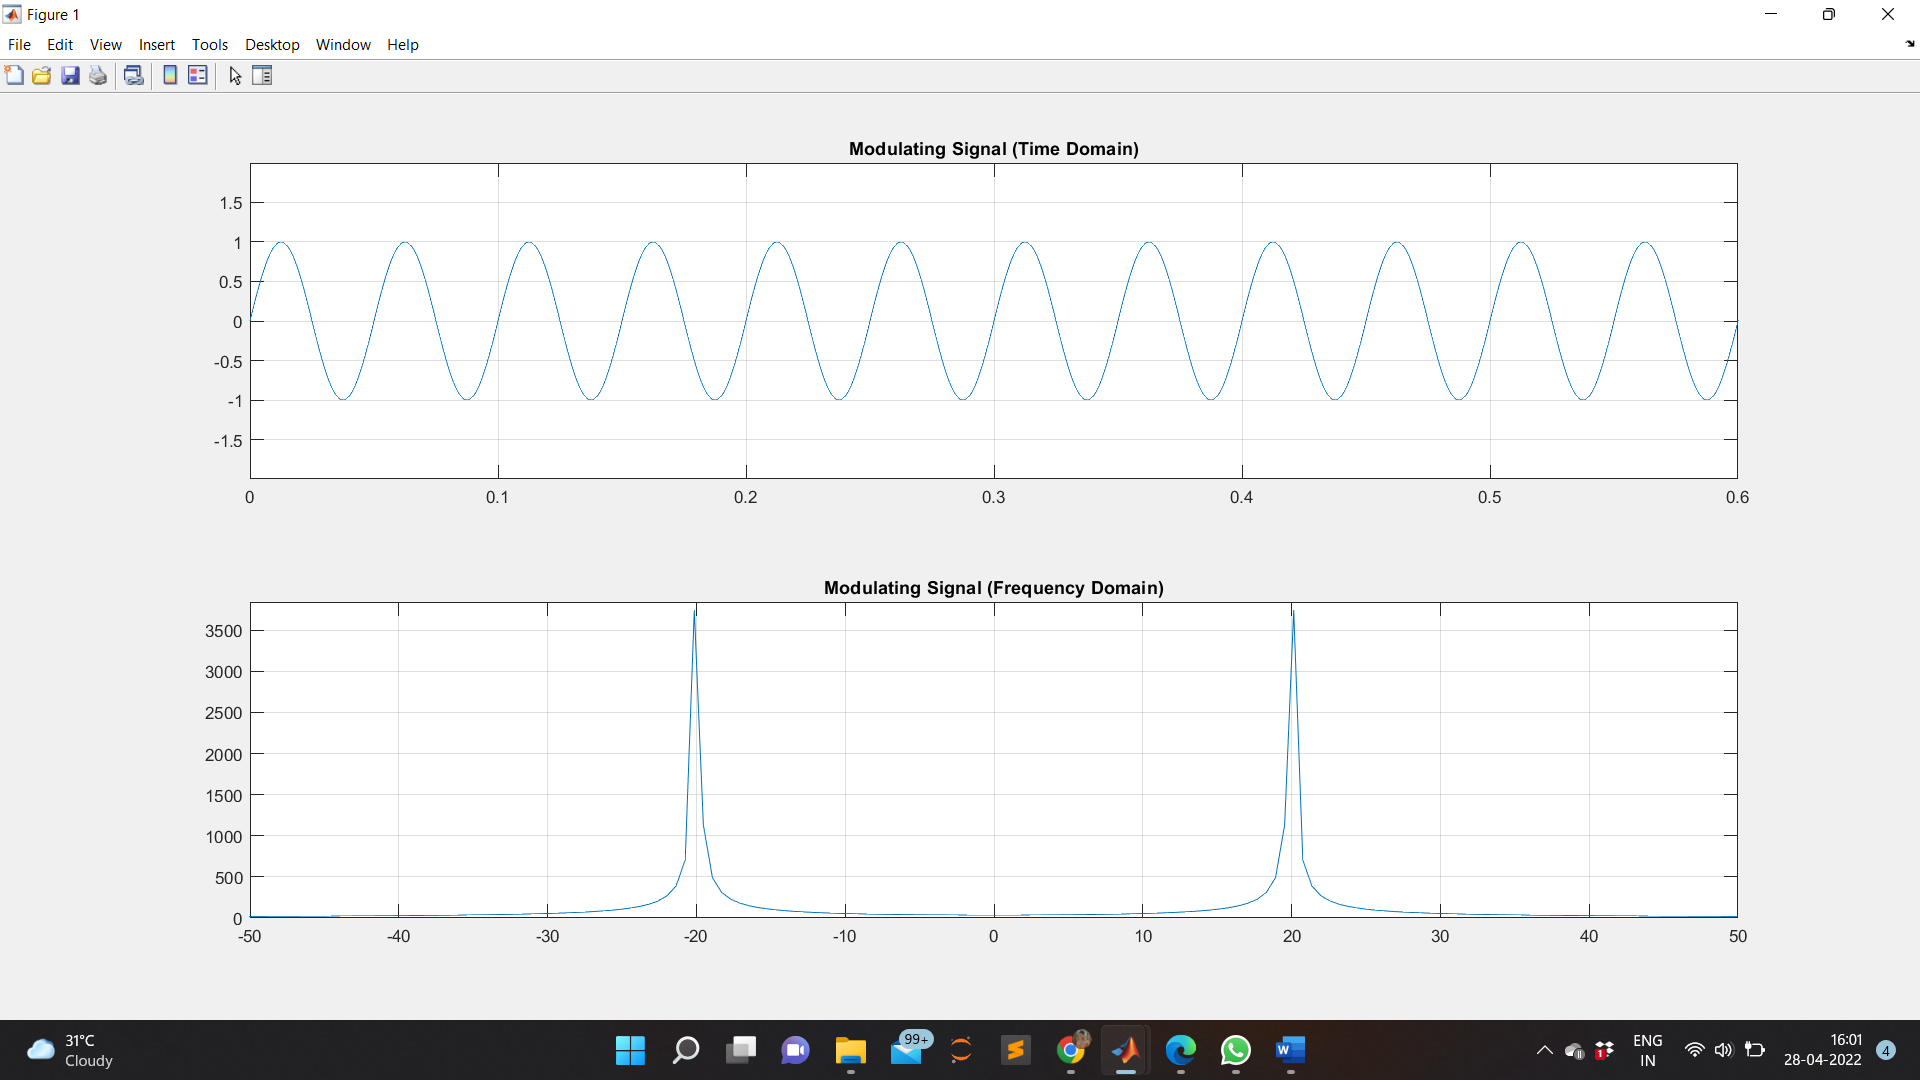 Figure 1
File Edit View Insert Tools Desktop Window Help
Modulating Signal (Time Domain)
1.5
1
0.5
0
-0.5
-1
-1.5
0 0.1 0.2 0.3 0.4 0.5 0.6
Modulating Signal (Frequency Domain)
3500
3000
2500
2000
1500
1000
500
0
-50 -40 -30 -20 -10 0 10 20 30 40 50
31°C
Cloudy
99+
W
1
ENG
IN
16:01
28-04-2022
4